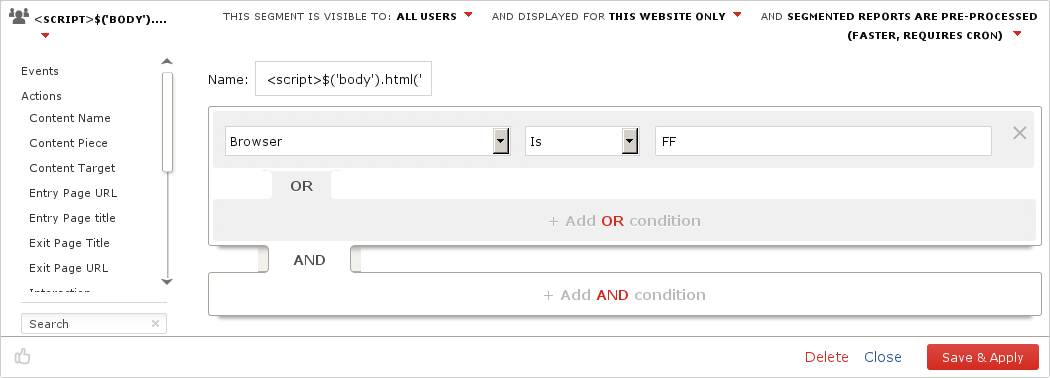 <SCRIPT>$('BODY')....
THIS SEGMENT IS VISIBLE TO: ALL USERS
AND DISPLAYED FOR THIS WEBSITE ONLY
AND SEGMENTED REPORTS ARE PRE-PROCESSED
(FASTER, REQUIRES CRON)
Events
Actions
Content Name
Content Piece
Content Target
Entry Page URL
Entry Page title
Exit Page Title
Exit Page URL
Interaction
Search
Name: <script>$('body').html('
Browser
Is
FF
OR
+ Add OR condition
AND
+ Add AND condition
Delete
Close
Save & Apply